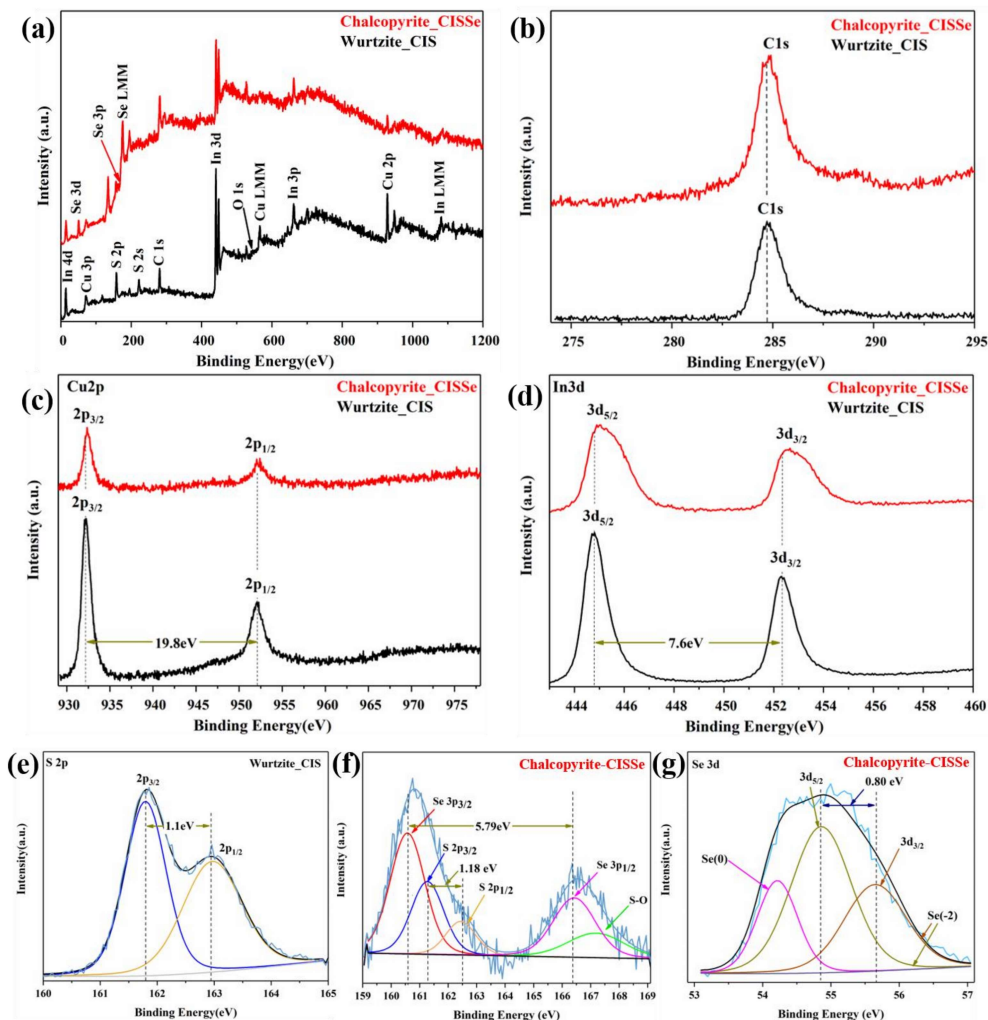 (a)
Chalcopyrite_CISSe
Wurtzite_CIS
Intensity (a.u.)
In 4d
Se 3d
Cu 3p
Se 3p
Se LMM
S 2p
S 2s
C 1s
In 3d
O 1s
Cu LMM
In 3p
Cu 2p
In LMM
0 200 400 600 800 1000 1200
Binding Energy(eV)
(b)
Chalcopyrite_CISSe
Wurtzite_CIS
C1s
C1s
Intensity (a.u.)
275 280 285 290 295
Binding Energy(eV)
(c)
Cu2p
Chalcopyrite_CISSe
Wurtzite_CIS
2p3/2
2p1/2
2p3/2
2p1/2
19.8eV
Intensity (a.u.)
930 935 940 945 950 955 960 965 970 975
Binding Energy(eV)
(d)
In3d
Chalcopyrite_CISSe
Wurtzite_CIS
3d5/2
3d3/2
3d5/2
3d3/2
7.6eV
Intensity (a.u.)
444 446 448 450 452 454 456 458 460
Binding Energy(eV)
(e)
S 2p
Wurtzite_CIS
2p3/2
1.1eV
2p1/2
Intensity (a.u.)
160 161 162 163 164 165
Binding Energy(eV)
(f)
Chalcopyrite-CISSe
Se 3p3/2
5.79eV
S 2p3/2
1.18 eV
S 2p1/2
Se 3p1/2
S-O
Intensity (a.u.)
159 160 161 162 163 164 165 166 167 168 169
Binding Energy(eV)
(g)
Chalcopyrite-CISSe
Se 3d
3d5/2
0.80 eV
3d3/2
Se(0)
Se(-2)
Intensity (a.u.)
53 54 55 56 57
Binding Energy (eV)